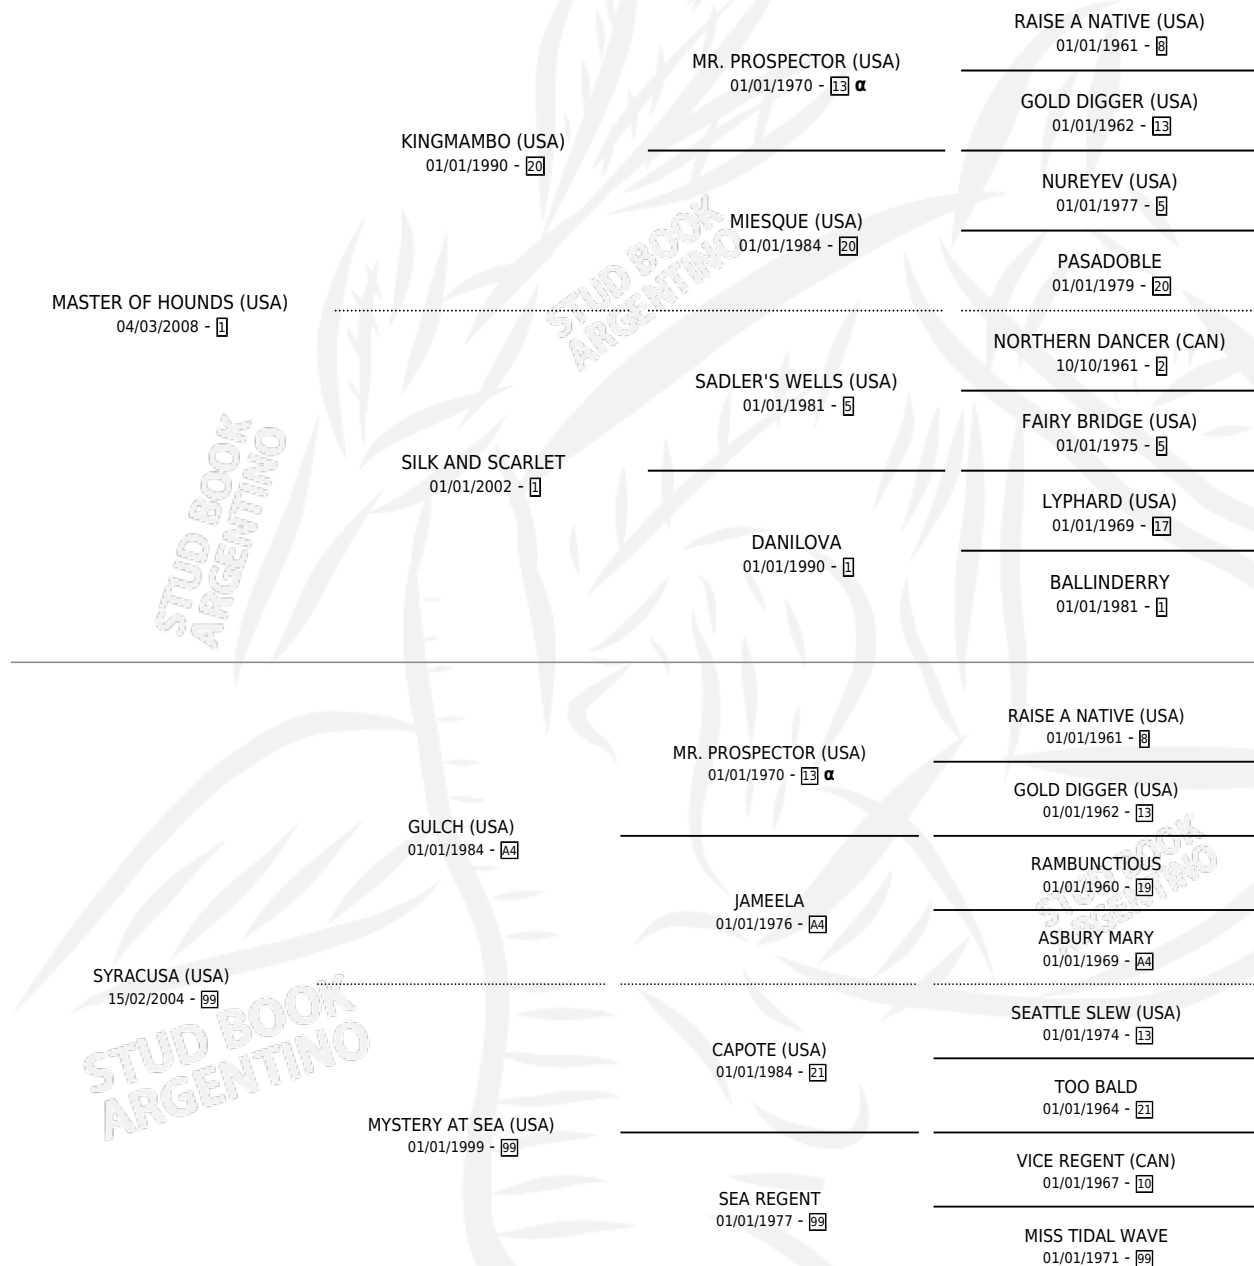 RAISE A NATIVE (USA)
01/01/1961 - 8
MR. PROSPECTOR (USA)
01/01/1970 - 13 α
GOLD DIGGER (USA)
01/01/1962 - 13
KINGMAMBO (USA)
01/01/1990 - 20
NUREYEV (USA)
01/01/1977 - 5
MIESQUE (USA)
01/01/1984 - 20
PASADOBLE
01/01/1979 - 20
MASTER OF HOUNDS (USA)
04/03/2008 - 1
NORTHERN DANCER (CAN)
10/10/1961 - 2
SADLER'S WELLS (USA)
01/01/1981 - 5
FAIRY BRIDGE (USA)
01/01/1975 - 5
SILK AND SCARLET
01/01/2002 - 1
LYPHARD (USA)
01/01/1969 - 17
DANILOVA
01/01/1990 - 1
BALLINDERRY
01/01/1981 - 1
RAISE A NATIVE (USA)
01/01/1961 - 8
MR. PROSPECTOR (USA)
01/01/1970 - 13 α
GOLD DIGGER (USA)
01/01/1962 - 13
GULCH (USA)
01/01/1984 - A4
RAMBUNCTIOUS
01/01/1960 - 19
JAMEELA
01/01/1976 - A4
ASBURY MARY
01/01/1969 - A4
SYRACUSA (USA)
15/02/2004 - 99
SEATTLE SLEW (USA)
01/01/1974 - 13
CAPOTE (USA)
01/01/1984 - 21
TOO BALD
01/01/1964 - 21
MYSTERY AT SEA (USA)
01/01/1999 - 99
VICE REGENT (CAN)
01/01/1967 - 10
SEA REGENT
01/01/1977 - 99
MISS TIDAL WAVE
01/01/1971 - 99
STUD BOOK
ARGENTINO
STUD BOOK
ARGENTINO
STUD BOOK
ARGENTINO
STUD BOOK
ARGENTINO